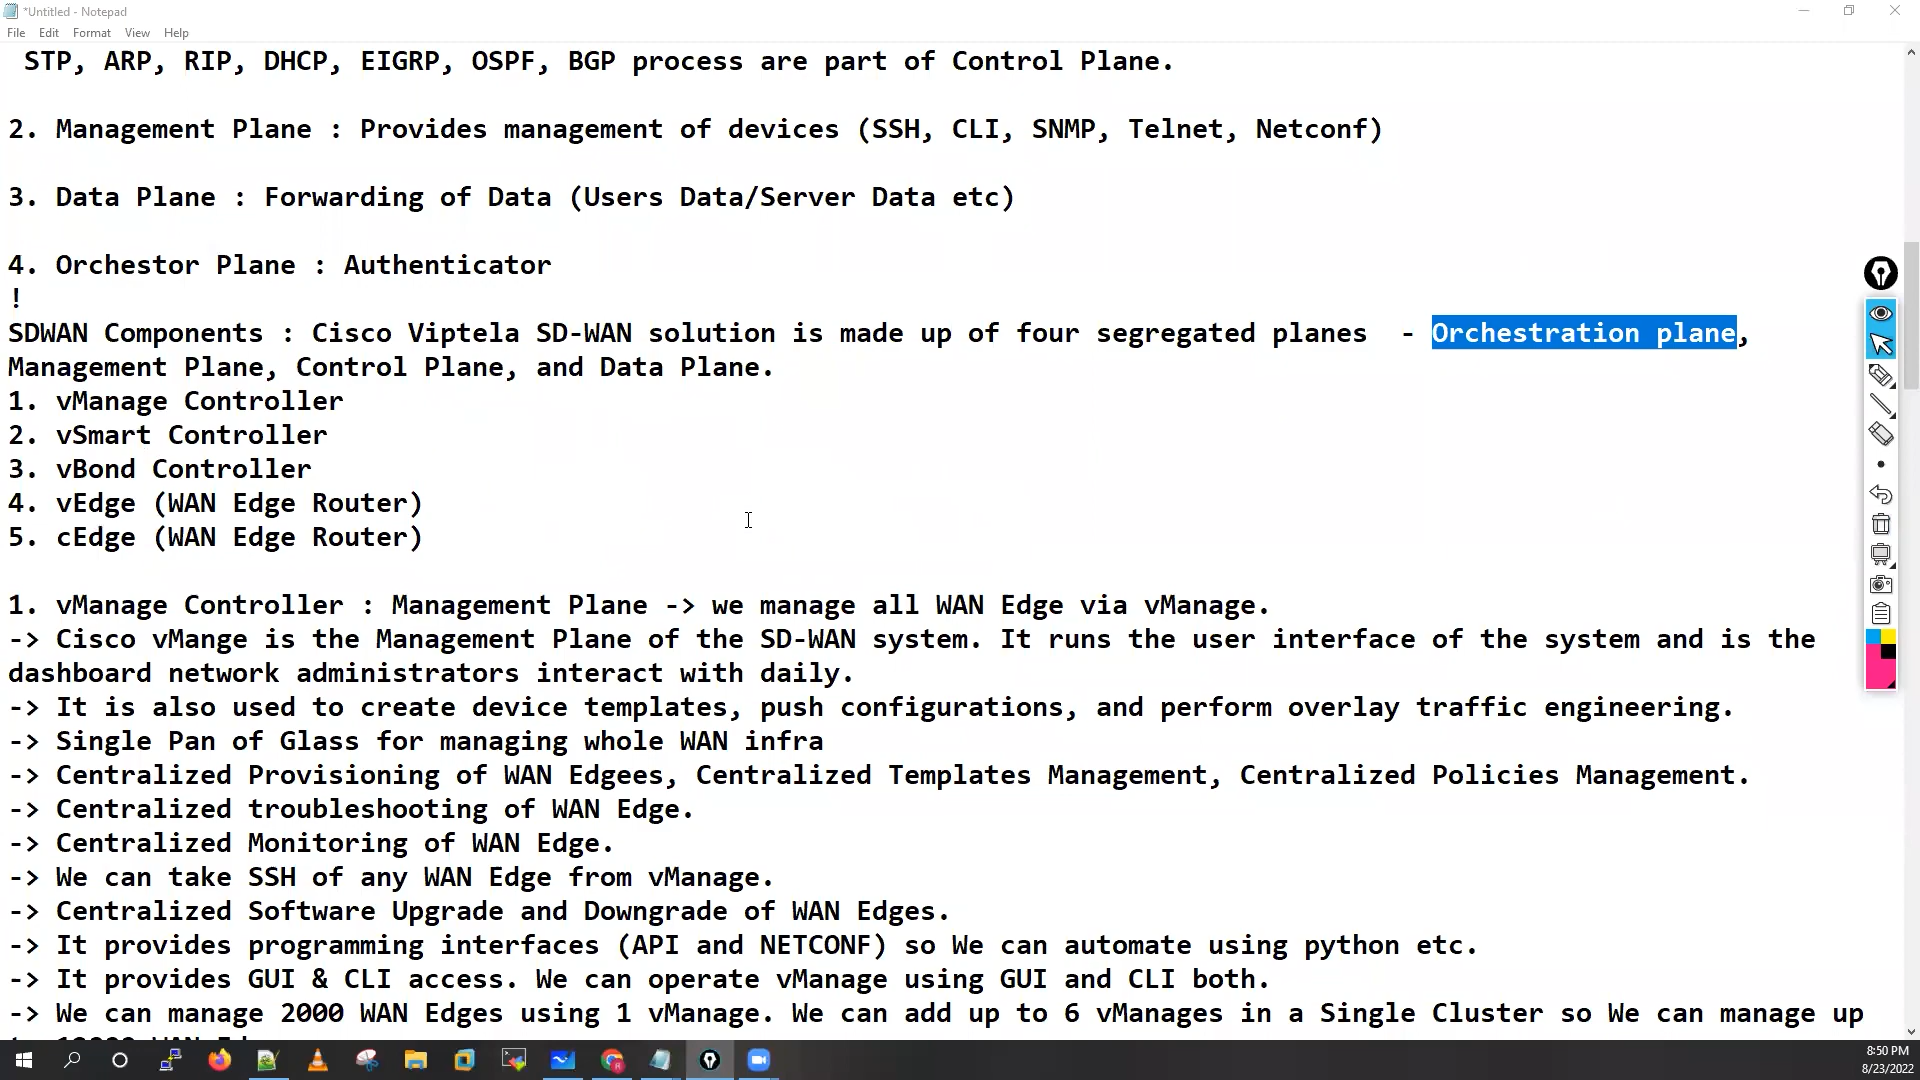 *Untitled - Notepad
File Edit Format View Help
STP, ARP, RIP, DHCP, EIGRP, OSPF, BGP process are part of Control Plane.
2. Management Plane : Provides management of devices (SSH, CLI, SNMP, Telnet, Netconf)
3. Data Plane : Forwarding of Data (Users Data/Server Data etc)
4. Orchestor Plane : Authenticator
!
SDWAN Components : Cisco Viptela SD-WAN solution is made up of four segregated planes  - Orchestration plane,
Management Plane, Control Plane, and Data Plane.
1. vManage Controller
2. vSmart Controller
3. vBond Controller
4. vEdge (WAN Edge Router)
5. cEdge (WAN Edge Router)
1. vManage Controller : Management Plane -> we manage all WAN Edge via vManage.
-> Cisco vMange is the Management Plane of the SD-WAN system. It runs the user interface of the system and is the
dashboard network administrators interact with daily.
-> It is also used to create device templates, push configurations, and perform overlay traffic engineering.
-> Single Pan of Glass for managing whole WAN infra
-> Centralized Provisioning of WAN Edgees, Centralized Templates Management, Centralized Policies Management.
-> Centralized troubleshooting of WAN Edge.
-> Centralized Monitoring of WAN Edge.
-> We can take SSH of any WAN Edge from vManage.
-> Centralized Software Upgrade and Downgrade of WAN Edges.
-> It provides programming interfaces (API and NETCONF) so We can automate using python etc.
-> It provides GUI & CLI access. We can operate vManage using GUI and CLI both.
-> We can manage 2000 WAN Edges using 1 vManage. We can add up to 6 vManages in a Single Cluster so We can manage up
8:50 PM
8/23/2022